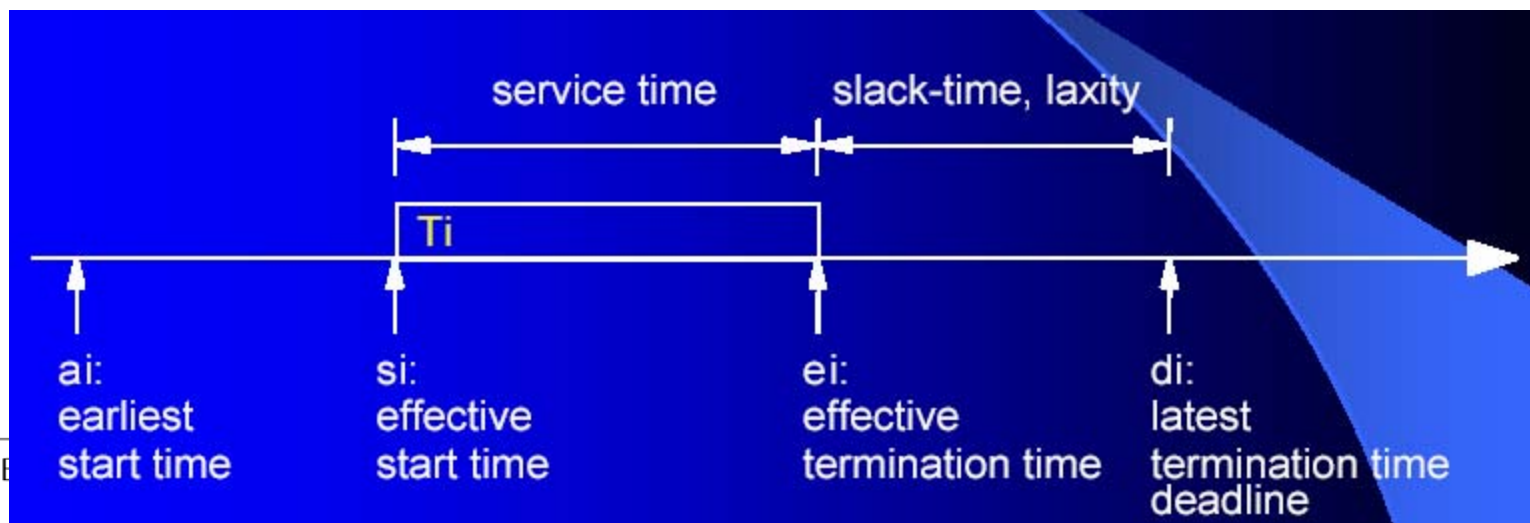 service time
slack-time, laxity
Ti
ai:
earliest
start time
si:
effective
start time
ei:
effective
termination time
di:
latest
termination time
deadline